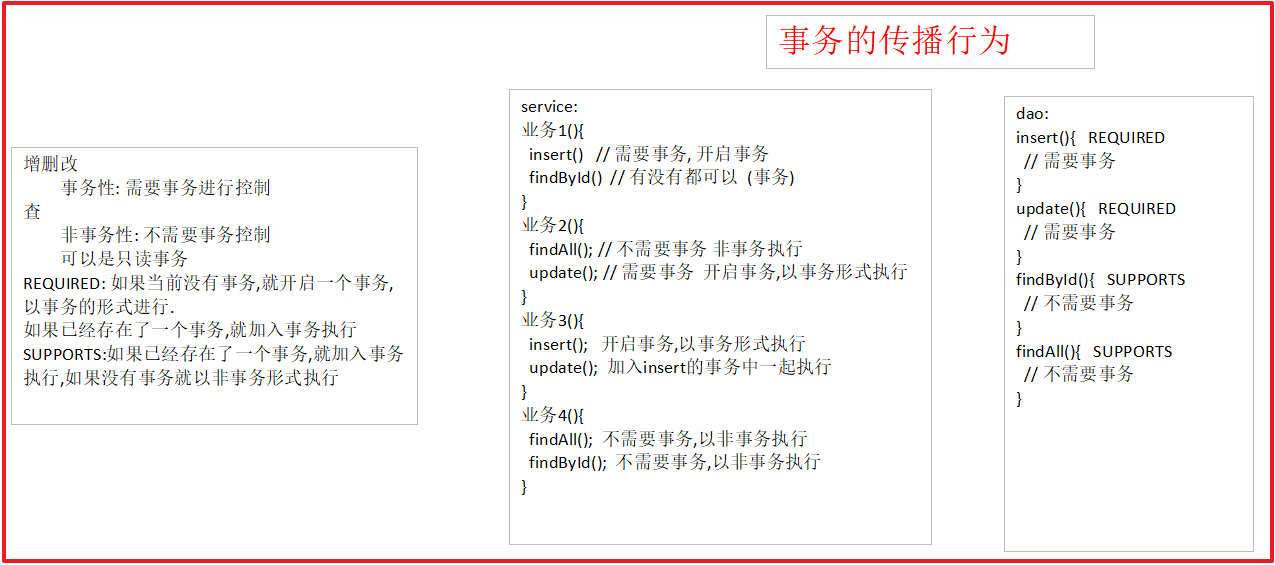 事务的传播行为
增删改
事务性: 需要事务进行控制
查
非事务性: 不需要事务控制
可以是只读事务
REQUIRED: 如果当前没有事务,就开启一个事务,
以事务的形式进行.
如果已经存在了一个事务,就加入事务执行
SUPPORTS:如果已经存在了一个事务,就加入事务
执行,如果没有事务就以非事务形式执行
service:
业务1(){
insert() // 需要事务, 开启事务
findById() // 有没有都可以 (事务)
}
业务2(){
findAll(); // 不需要事务 非事务执行
update(); // 需要事务 开启事务,以事务形式执行
}
业务3(){
insert(); 开启事务,以事务形式执行
update(); 加入insert的事务中一起执行
}
业务4(){
findAll(); 不需要事务,以非事务执行
findById(); 不需要事务,以非事务执行
}
dao:
insert(){ REQUIRED
// 需要事务
}
update(){ REQUIRED
// 需要事务
}
findById(){ SUPPORTS
// 不需要事务
}
findAll(){ SUPPORTS
// 不需要事务
}